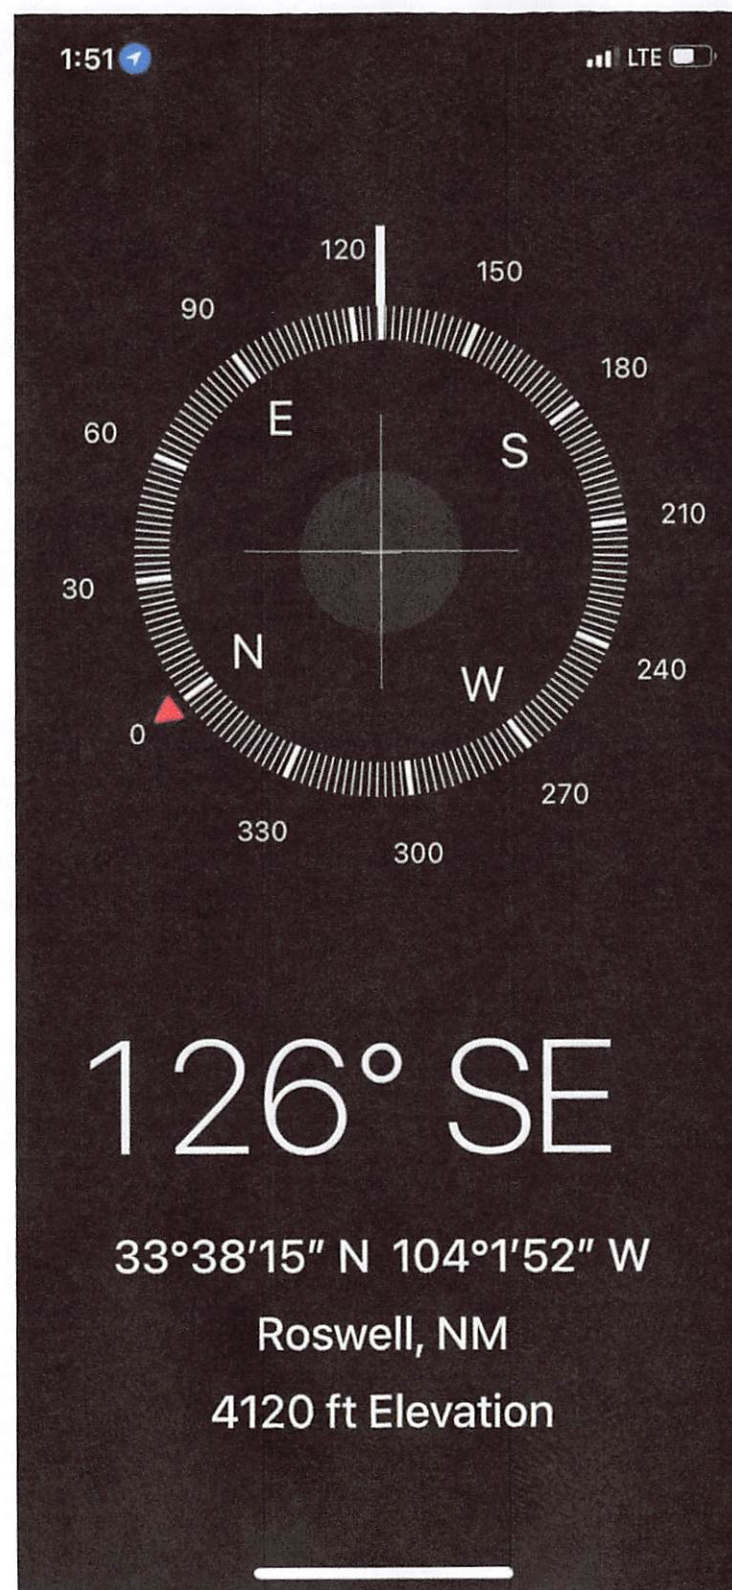 1:51 LTE
120
150
90
180
60
E
S
210
30
N
W
240
0
270
330
300
126° SE
33°38′15″ N 104°1′52″ W
Roswell, NM
4120 ft Elevation